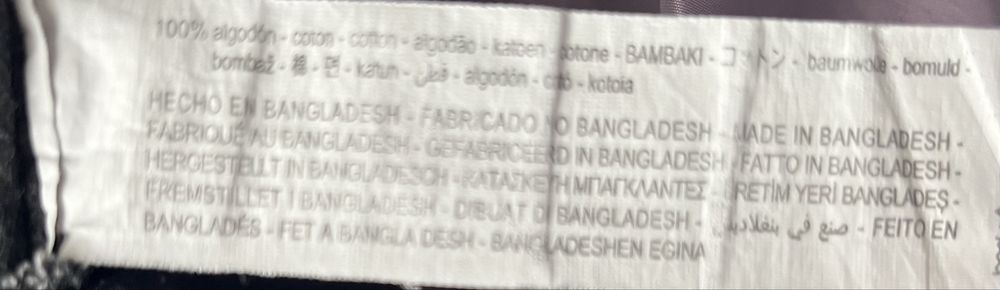 100% algodón - coton - cotton - algodão - katoen - cotone - BAMBAKI - コットン - baumwolle - bomuld -
bombaž - 棉 - 면 - katun - قطن - algodón - cotó - kotoia
HECHO EN BANGLADESH - FABRICADO NO BANGLADESH - MADE IN BANGLADESH -
FABRIQUÉ AU BANGLADESH - GEFABRICEERD IN BANGLADESH - FATTO IN BANGLADESH -
HERGESTELLT IN BANGLADESCH - ΚΑΤΑΣΚΕΤΗ ΜΠΑΓΚΛΑΝΤΕΣ - ÜRETİM YERİ BANGLADEŞ -
FREMSTILLET I BANGLADESH - DIBUAT DI BANGLADESH - صنع في بنغلاديش - FEITO EN
BANGLADÉS - FET A BANGLA DESH - BANGLADESHEN EGINA